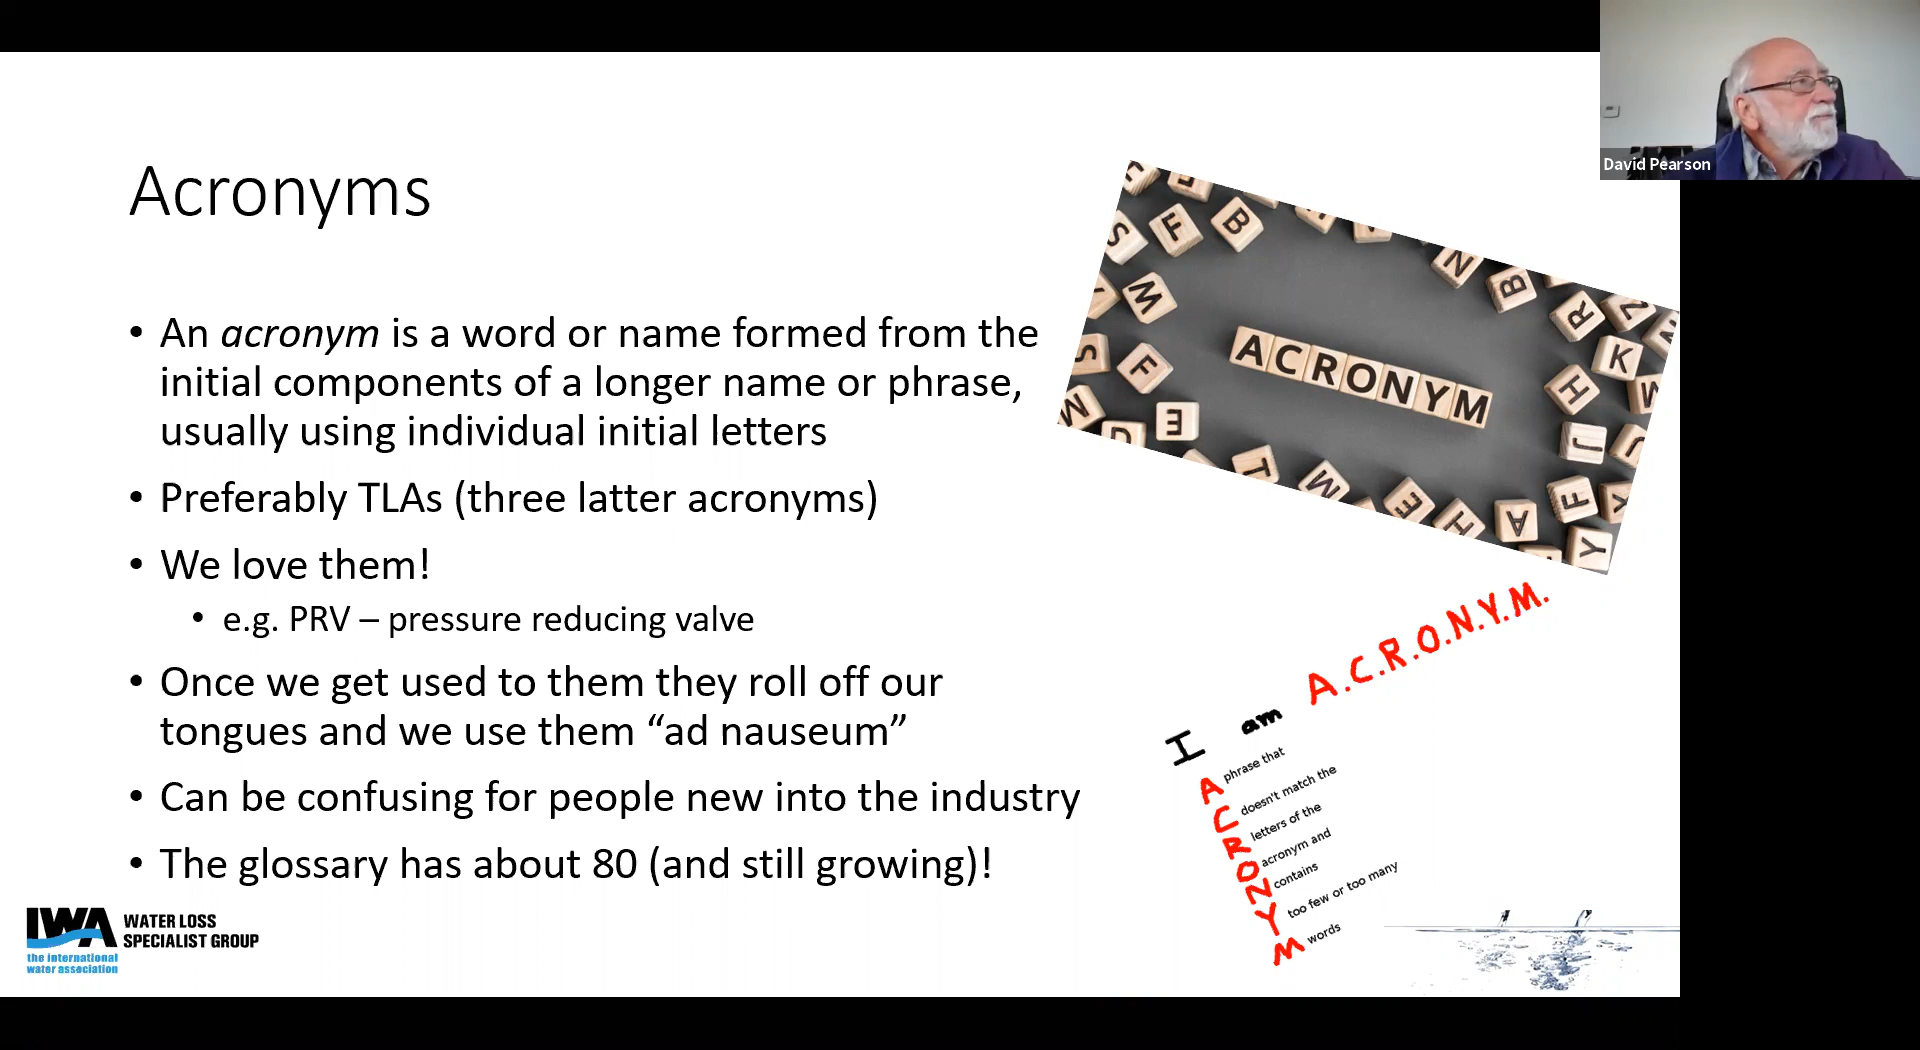 David Pearson
Acronyms
• An acronym is a word or name formed from the
initial components of a longer name or phrase,
usually using individual initial letters
• Preferably TLAs (three latter acronyms)
• We love them!
• e.g. PRV – pressure reducing valve
• Once we get used to them they roll off our
tongues and we use them “ad nauseum”
• Can be confusing for people new into the industry
• The glossary has about 80 (and still growing)!
ACRONYM
I am A.C.R.O.N.Y.M.
A phrase that
C doesn't match the
R letters of the
O acronym and
N contains
Y too few or too many
M words
IWA WATER LOSS
SPECIALIST GROUP
the international
water association